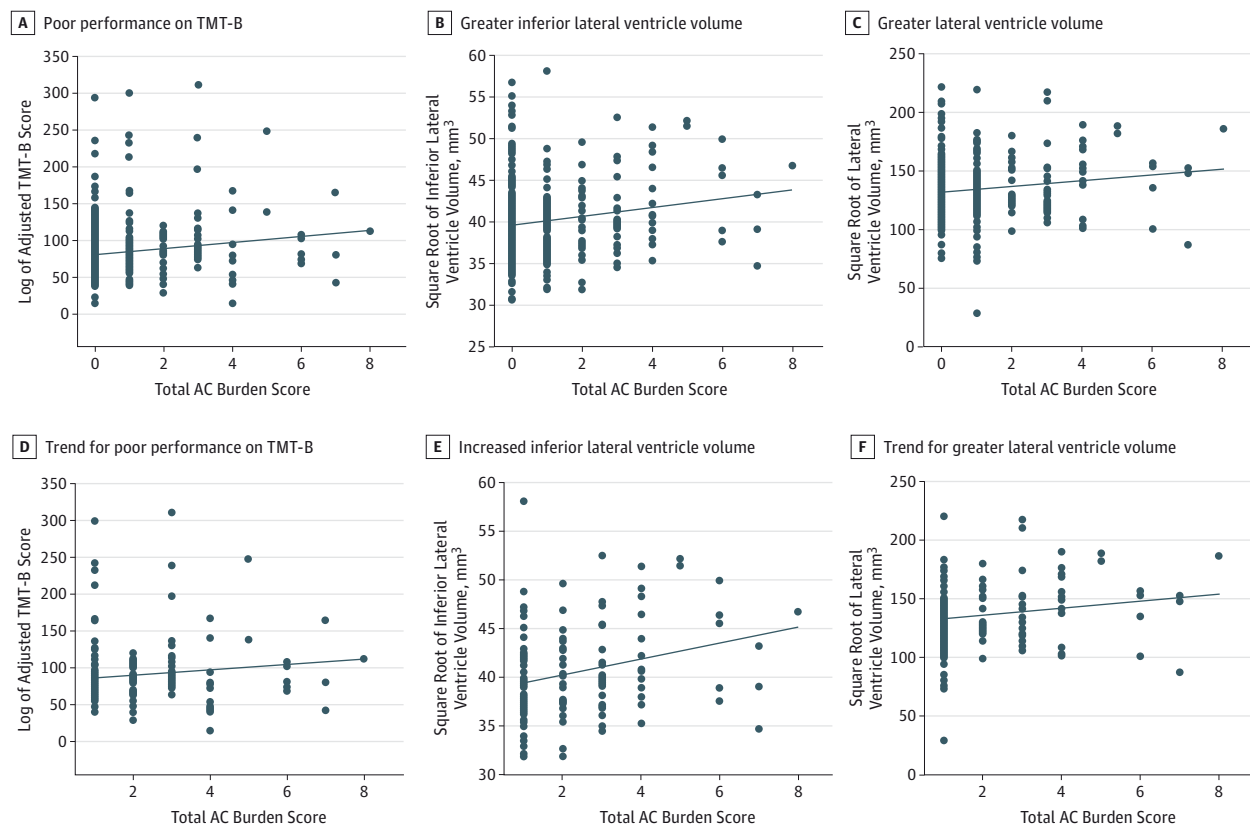 A Poor performance on TMT-B
Log of Adjusted TMT-B Score
350
300
250
200
150
100
50
0
0 2 4 6 8
Total AC Burden Score
B Greater inferior lateral ventricle volume
Square Root of Inferior Lateral
Ventricle Volume, mm³
60
55
50
45
40
35
30
25
0 2 4 6 8
Total AC Burden Score
C Greater lateral ventricle volume
Square Root of Lateral
Ventricle Volume, mm³
250
200
150
100
50
0
0 2 4 6 8
Total AC Burden Score
D Trend for poor performance on TMT-B
Log of Adjusted TMT-B Score
350
300
250
200
150
100
50
0
2 4 6 8
Total AC Burden Score
E Increased inferior lateral ventricle volume
Square Root of Inferior Lateral
Ventricle Volume, mm³
60
55
50
45
40
35
30
2 4 6 8
Total AC Burden Score
F Trend for greater lateral ventricle volume
Square Root of Lateral
Ventricle Volume, mm³
250
200
150
100
50
0
2 4 6 8
Total AC Burden Score